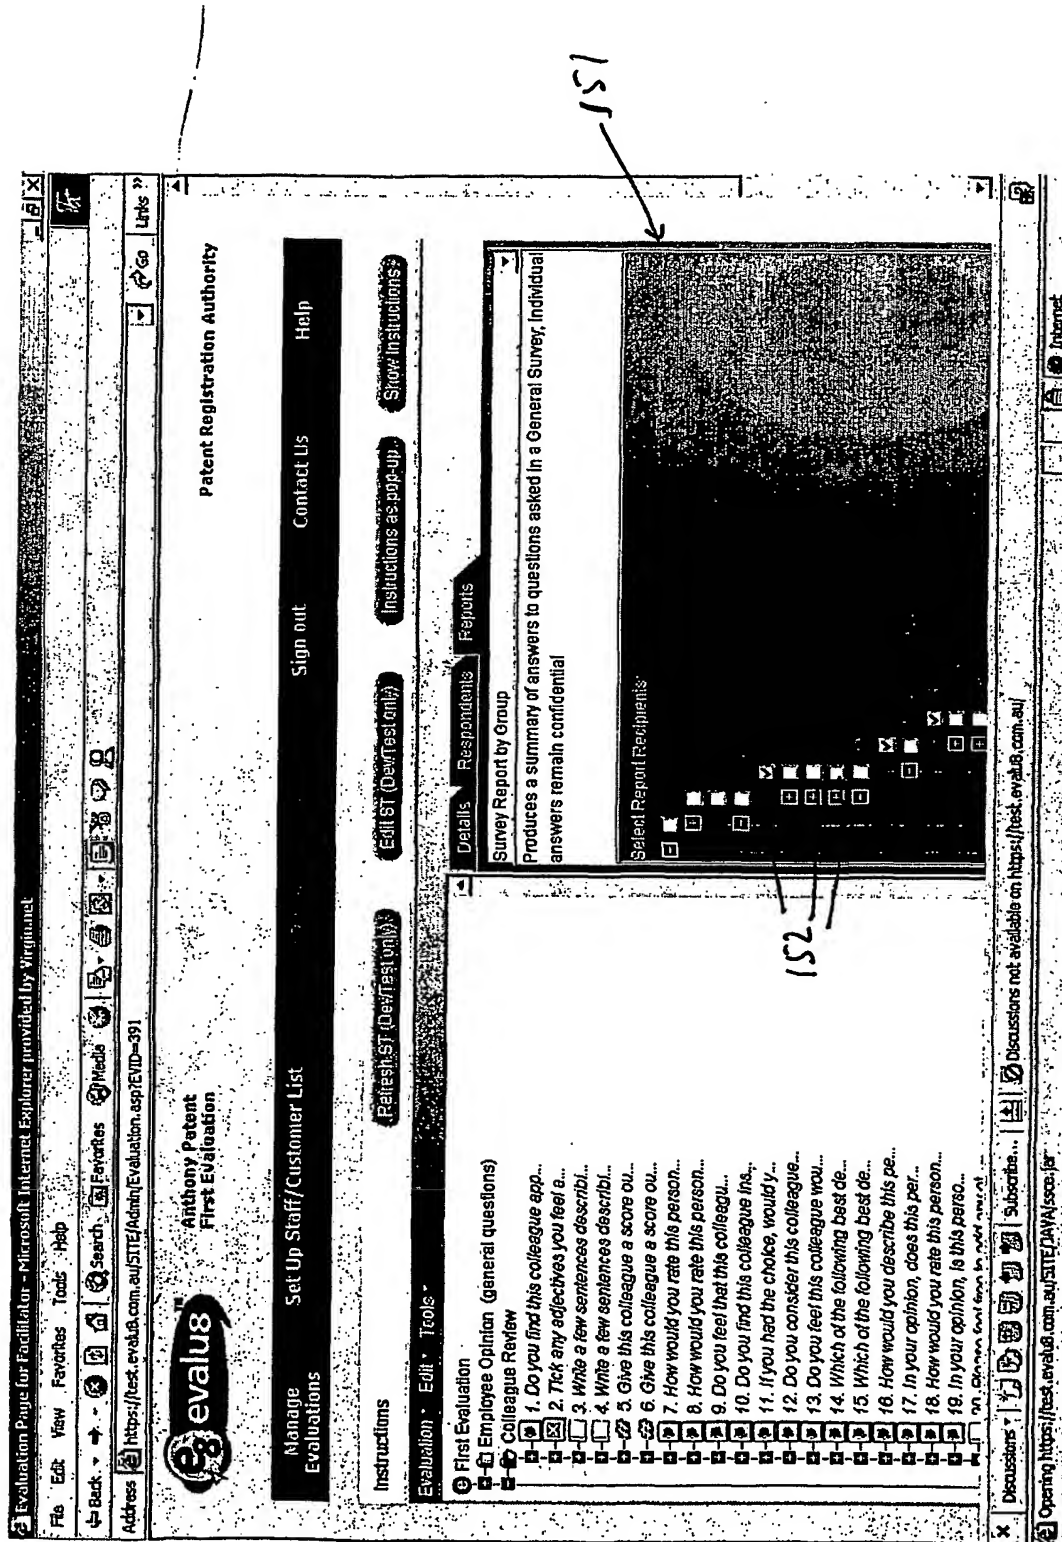 Evaluation Page for Facilitator - Microsoft Internet Explorer provided by Virgin.net
File Edit View Favorites Tools Help
Back Search Favorites Media
Address https://test.evalu8.com.au/SITE/Admin/Evaluation.asp?EVID=391 Go Links »
e8 evalu8 TM
Anthony Patent
First Evaluation
Patent Registration Authority
Manage
Evaluations
Set Up Staff/Customer List
Sign out
Contact Us
Help
Instructions
Refresh ST (Dev/Test only)
Edit ST (Dev/Test only)
Instructions as pop-up
Show Instructions
Evaluation Edit Tools
First Evaluation
Employee Opinion (general questions)
Colleague Review
1. Do you find this colleague app...
2. Tick any adjectives you feel a...
3. Write a few sentences describi...
4. Write a few sentences describi...
5. Give this colleague a score ou...
6. Give this colleague a score ou...
7. How would you rate this person...
8. How would you rate this person...
9. Do you feel that this colleagu...
10. Do you find this colleague ins...
11. If you had the choice, would y...
12. Do you consider this colleague...
13. Do you feel this colleague wou...
14. Which of the following best de...
15. Which of the following best de...
16. How would you describe this pe...
17. In your opinion, does this per...
18. How would you rate this person...
19. In your opinion, is this perso...
Details Respondents Reports
Survey Report by Group
Produces a summary of answers to questions asked in a General Survey, Individual
answers remain confidential
Select Report Recipients
151
152
Discussions Subscribe... Discussions not available on https://test.evalu8.com.au/
Opening https://test.evalu8.com.au/SITE/JAVA/jsse.jar Internet